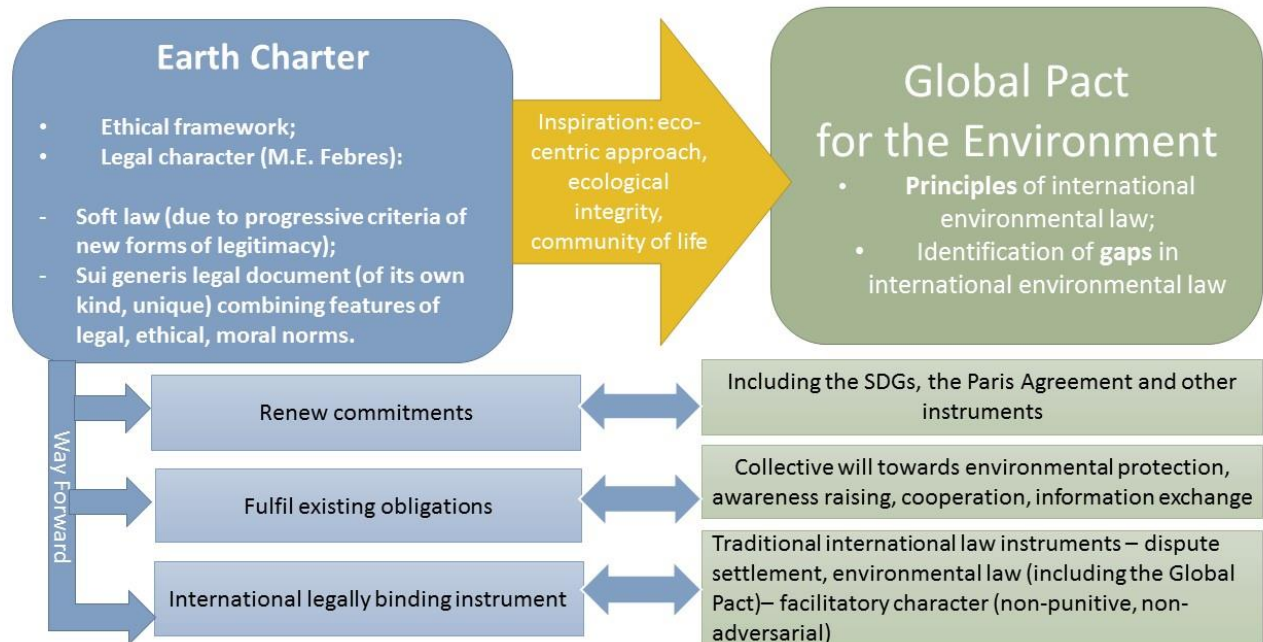 Earth Charter
• Ethical framework;
• Legal character (M.E. Febres):
- Soft law (due to progressive criteria of
new forms of legitimacy);
- Sui generis legal document (of its own
kind, unique) combining features of
legal, ethical, moral norms.
Inspiration: eco-
centric approach,
ecological
integrity,
community of life
Global Pact
for the Environment
• Principles of international
environmental law;
• Identification of gaps in
international environmental law
Way Forward
Renew commitments
Including the SDGs, the Paris Agreement and other
instruments
Fulfil existing obligations
Collective will towards environmental protection,
awareness raising, cooperation, information exchange
International legally binding instrument
Traditional international law instruments – dispute
settlement, environmental law (including the Global
Pact)– facilitatory character (non-punitive, non-
adversarial)